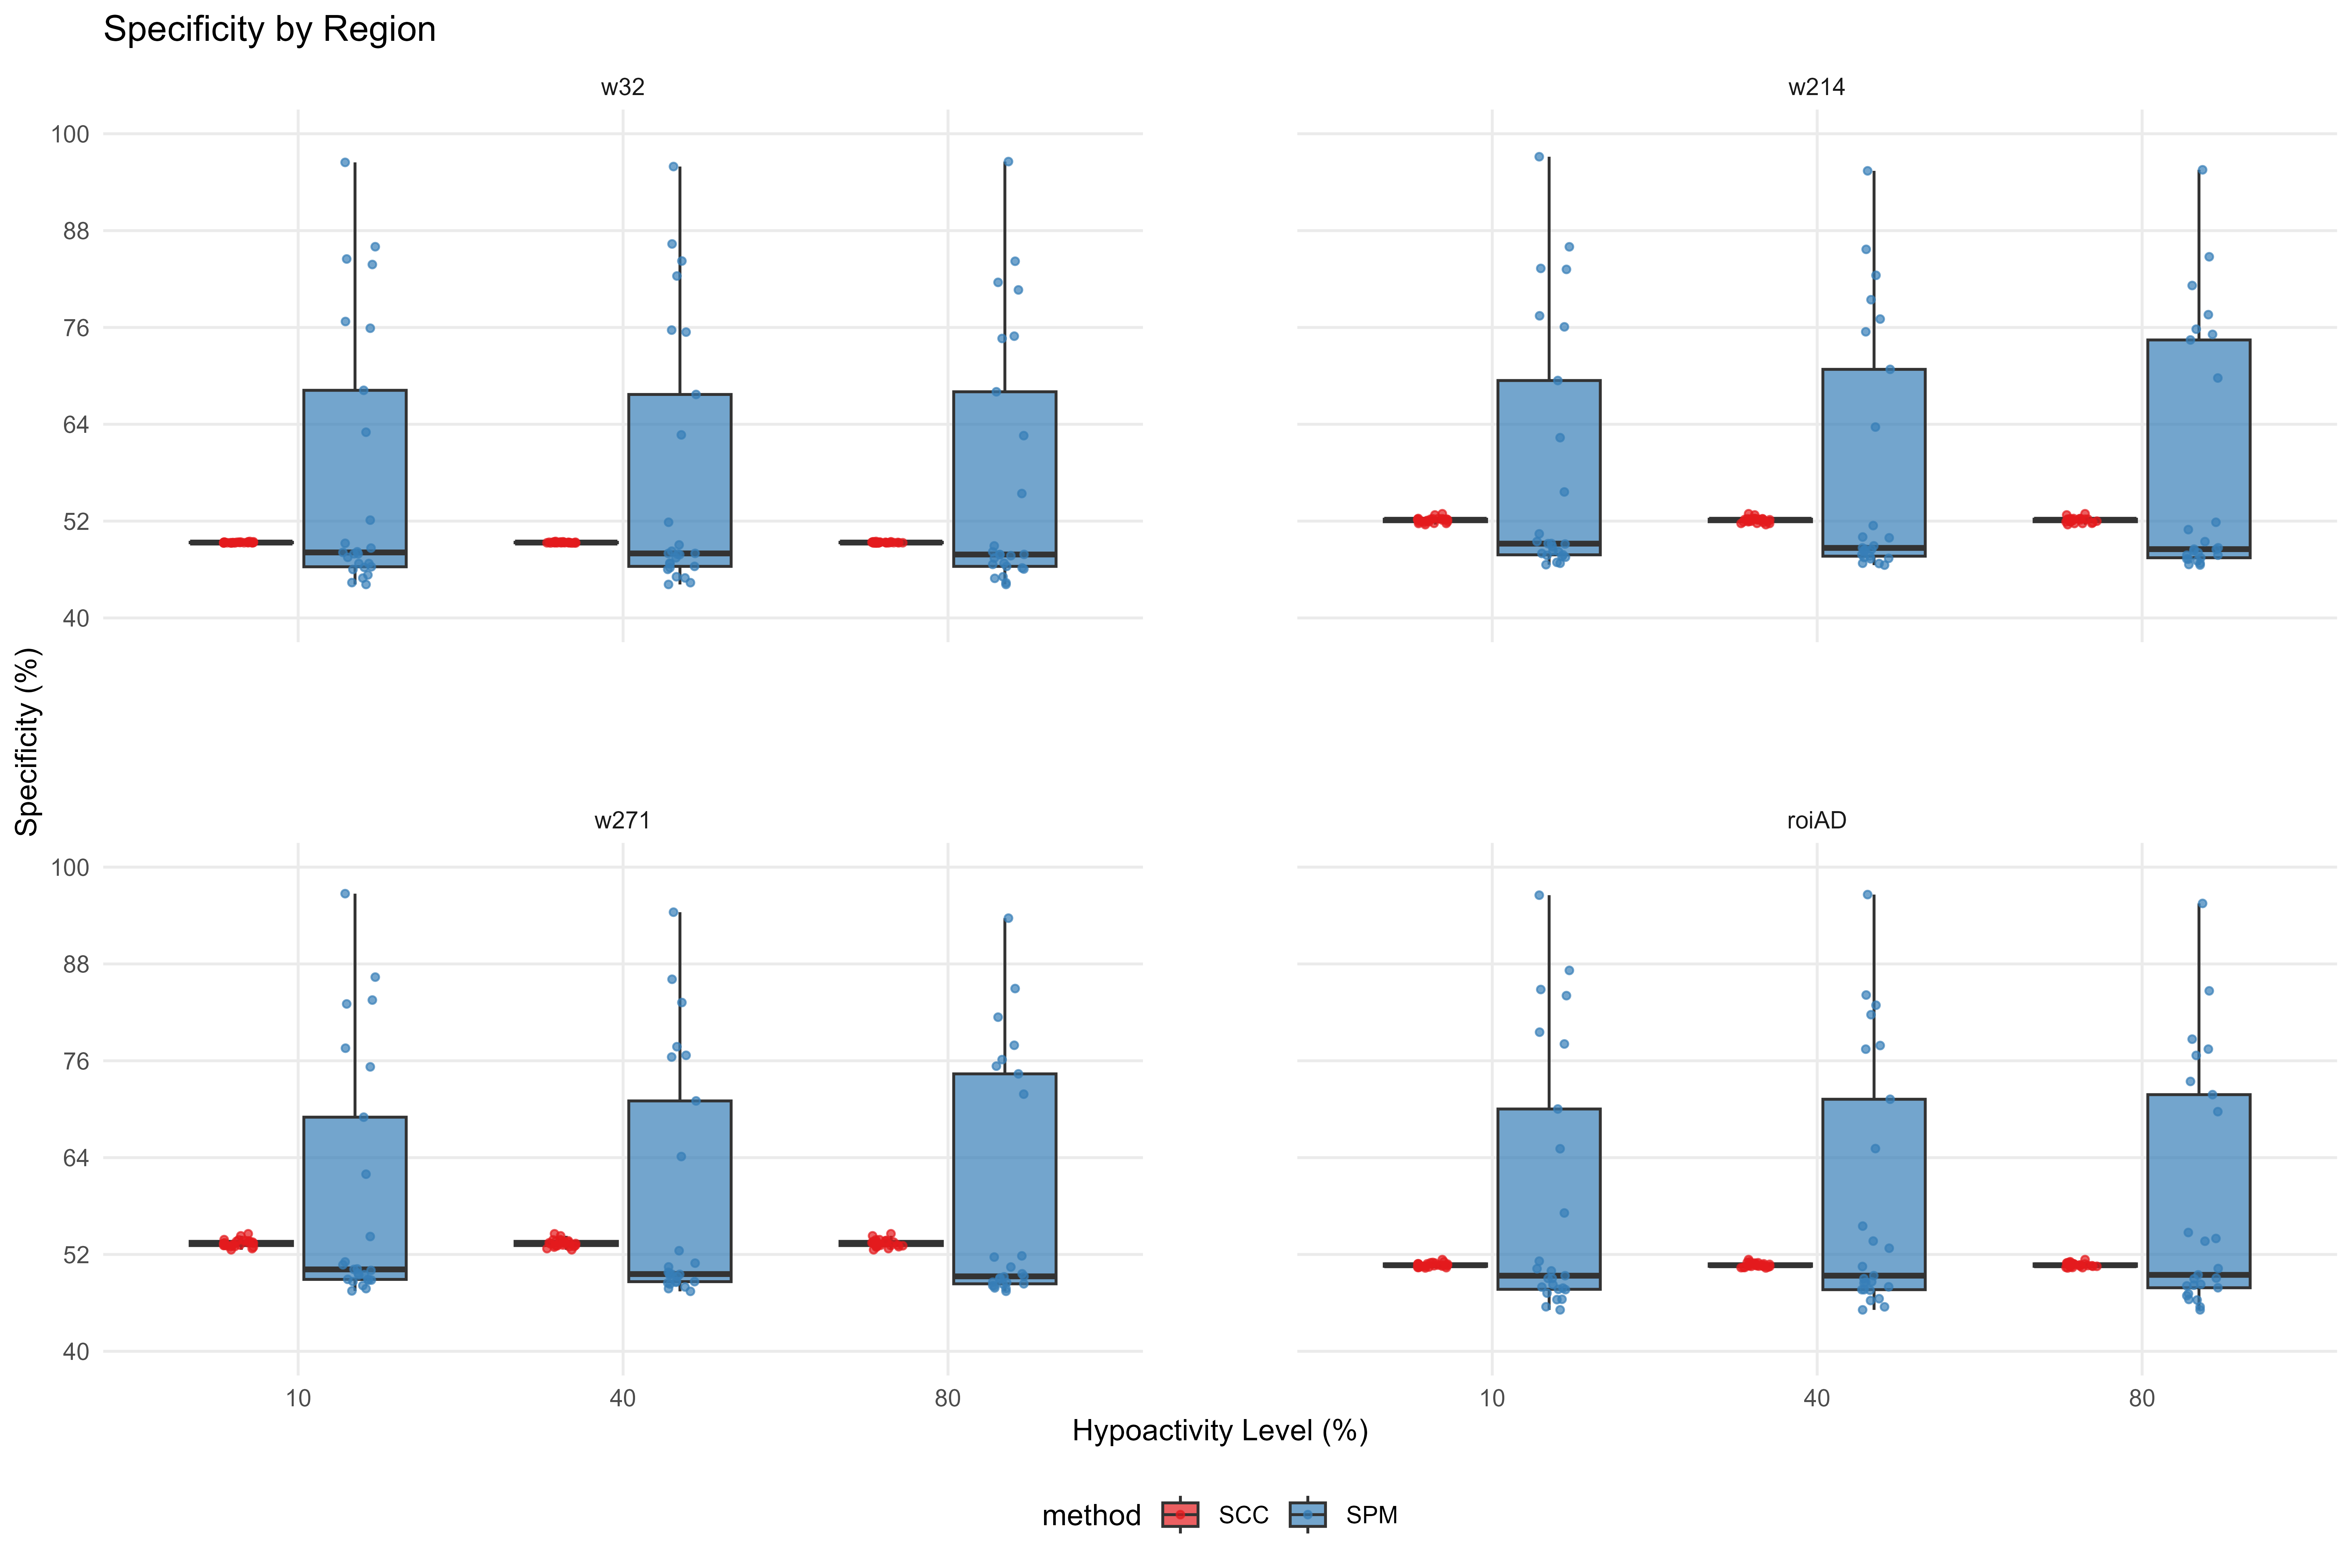 Specificity by Region
w32
w214
100
88
76
64
52
40
Specificity (%)
w271
roiAD
100
88
76
64
52
40
10
40
80
10
40
80
Hypoactivity Level (%)
method
SCC
SPM